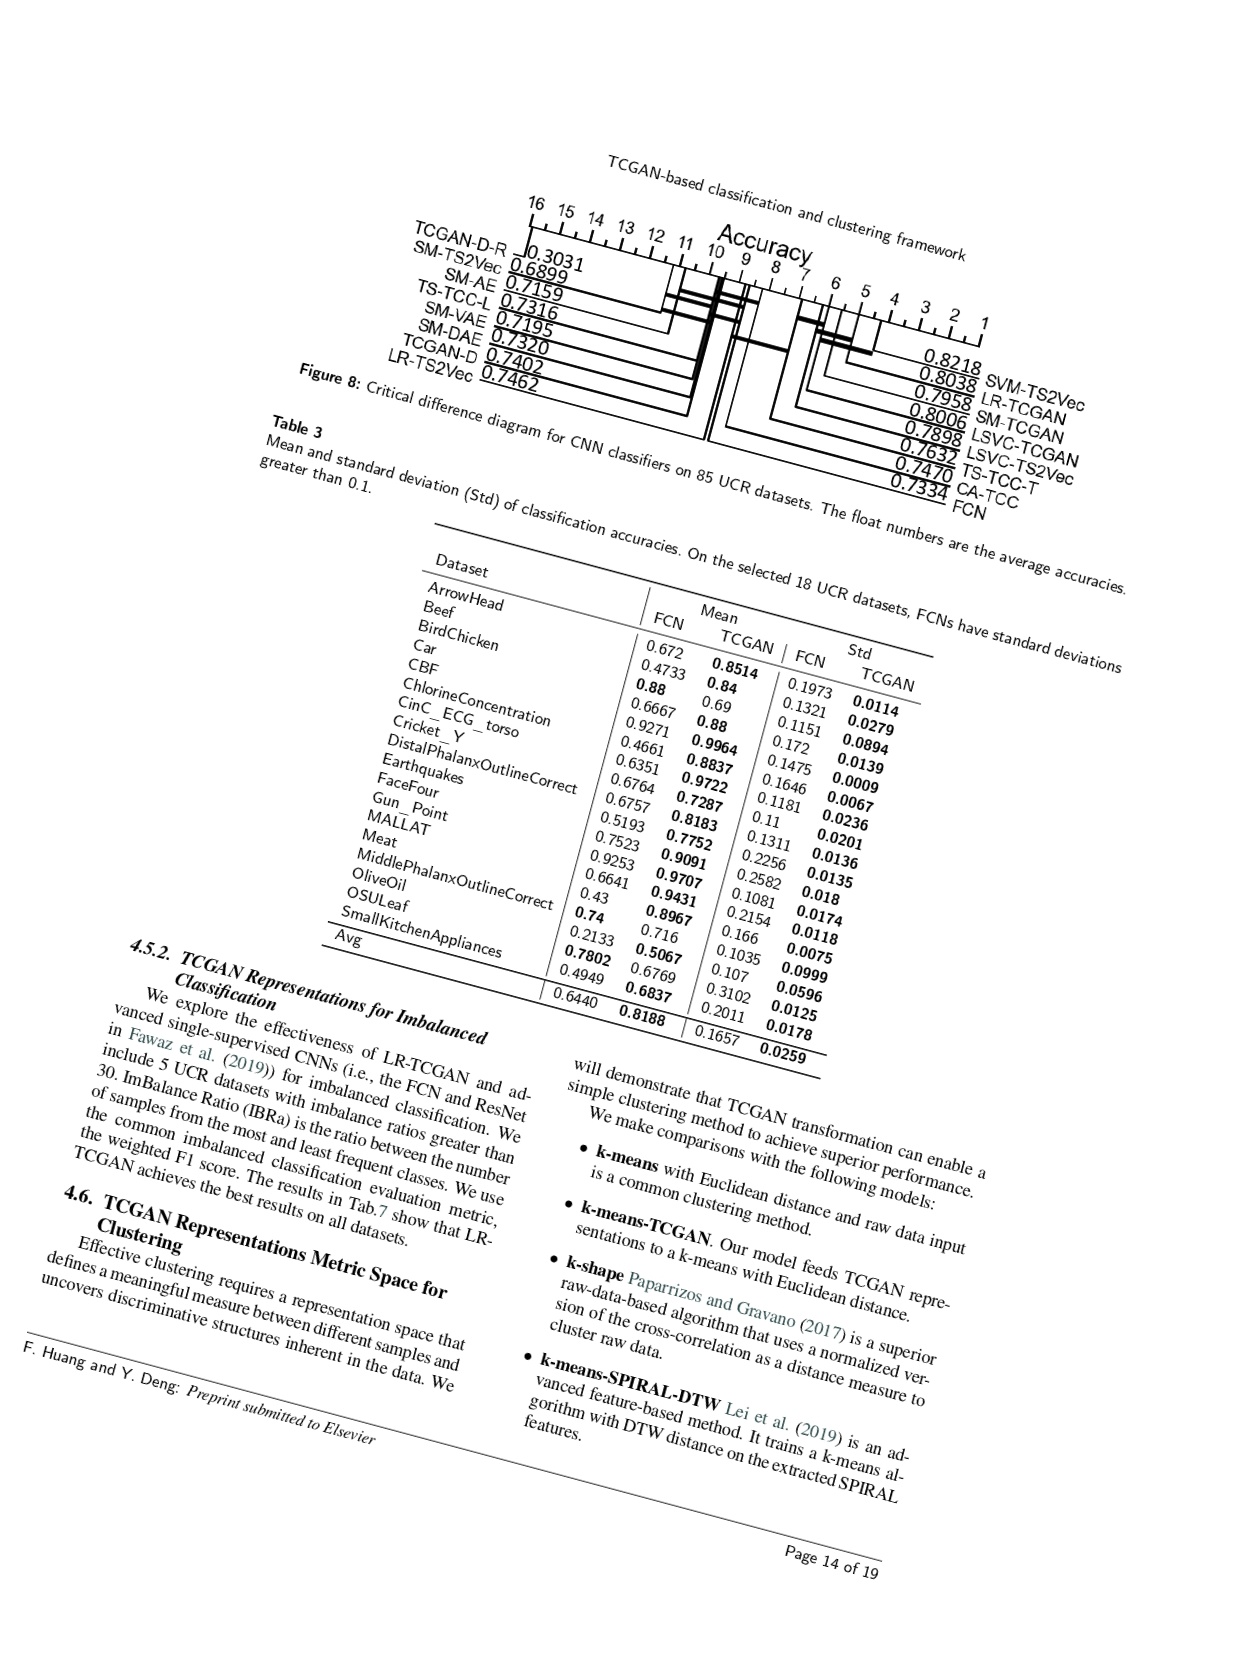 TCGAN-based classification and clustering framework
Accuracy
16 15 14 13 12 11 10 9 8 7 6 5 4 3 2 1
TCGAN-D-R 0.3031
SM-TS2Vec 0.6899
SM-AE 0.7159
TS-TCC-L 0.7316
SM-VAE 0.7195
SM-DAE 0.7320
TCGAN-D 0.7402
LR-TS2Vec 0.7462
0.8218 SVM-TS2Vec
0.8038 LR-TCGAN
0.7958 SM-TCGAN
0.8006 LSVC-TCGAN
0.7898 LSVC-TS2Vec
0.7632 TS-TCC-T
0.7470 CA-TCC
0.7334 FCN
Figure 8: Critical difference diagram for CNN classifiers on 85 UCR datasets. The float numbers are the average accuracies.
Table 3
Mean and standard deviation (Std) of classification accuracies. On the selected 18 UCR datasets, FCNs have standard deviations
greater than 0.1.
Dataset Mean Std
FCN TCGAN FCN TCGAN
ArrowHead 0.672 0.8514 0.1973 0.0114
Beef 0.4733 0.84 0.1321 0.0279
BirdChicken 0.88 0.69 0.1151 0.0894
Car 0.6667 0.88 0.172 0.0139
CBF 0.9271 0.9964 0.1475 0.0009
ChlorineConcentration 0.4661 0.8837 0.1646 0.0067
CinC_ECG_torso 0.6351 0.9722 0.1181 0.0236
Cricket_Y 0.6764 0.7287 0.11 0.0201
DistalPhalanxOutlineCorrect 0.6757 0.8183 0.1311 0.0136
Earthquakes 0.5193 0.7752 0.2256 0.0135
FaceFour 0.7523 0.9091 0.2582 0.018
Gun_Point 0.9253 0.9707 0.1081 0.0174
MALLAT 0.6641 0.9431 0.2154 0.0118
Meat 0.43 0.8967 0.166 0.0075
MiddlePhalanxOutlineCorrect 0.74 0.716 0.1035 0.0999
OliveOil 0.2133 0.5067 0.107 0.0596
OSULeaf 0.7802 0.6769 0.3102 0.0125
SmallKitchenAppliances 0.4949 0.6837 0.2011 0.0178
Avg 0.6440 0.8188 0.1657 0.0259
4.5.2. TCGAN Representations for Imbalanced
Classification
We explore the effectiveness of LR-TCGAN and ad-
vanced single-supervised CNNs (i.e., the FCN and ResNet
in Fawaz et al. (2019)) for imbalanced classification. We
include 5 UCR datasets with imbalance ratios greater than
30. ImBalance Ratio (IBRa) is the ratio between the number
of samples from the most and least frequent classes. We use
the common imbalanced classification evaluation metric,
the weighted F1 score. The results in Tab.7 show that LR-
TCGAN achieves the best results on all datasets.
4.6. TCGAN Representations Metric Space for
Clustering
Effective clustering requires a representation space that
defines a meaningful measure between different samples and
uncovers discriminative structures inherent in the data. We
will demonstrate that TCGAN transformation can enable a
simple clustering method to achieve superior performance.
We make comparisons with the following models:
• k-means with Euclidean distance and raw data input
is a common clustering method.
• k-means-TCGAN. Our model feeds TCGAN repre-
sentations to a k-means with Euclidean distance.
• k-shape Paparrizos and Gravano (2017) is a superior
raw-data-based algorithm that uses a normalized ver-
sion of the cross-correlation as a distance measure to
cluster raw data.
• k-means-SPIRAL-DTW Lei et al. (2019) is an ad-
vanced feature-based method. It trains a k-means al-
gorithm with DTW distance on the extracted SPIRAL
features.
F. Huang and Y. Deng: Preprint submitted to Elsevier
Page 14 of 19